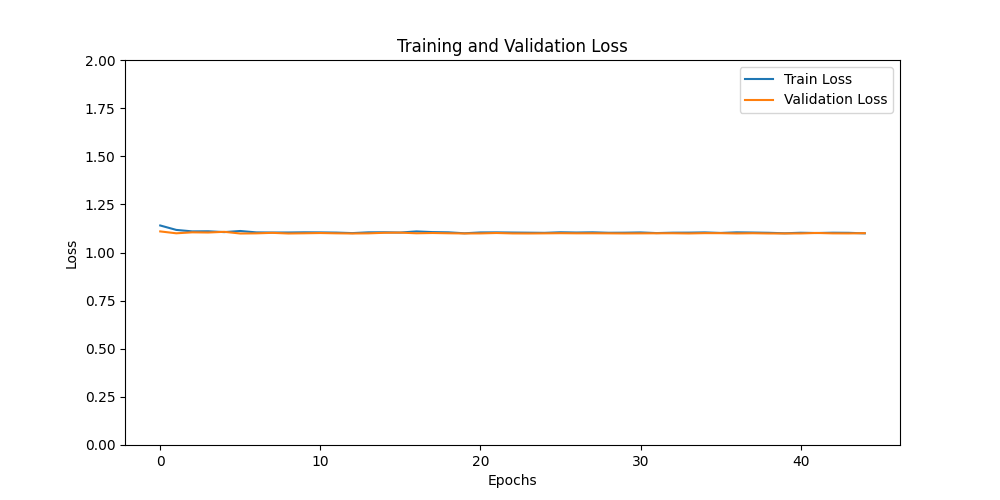 Training and Validation Loss
Train Loss
Validation Loss
2.00
1.75
1.50
1.25
1.00
0.75
0.50
0.25
0.00
Loss
0 10 20 30 40
Epochs